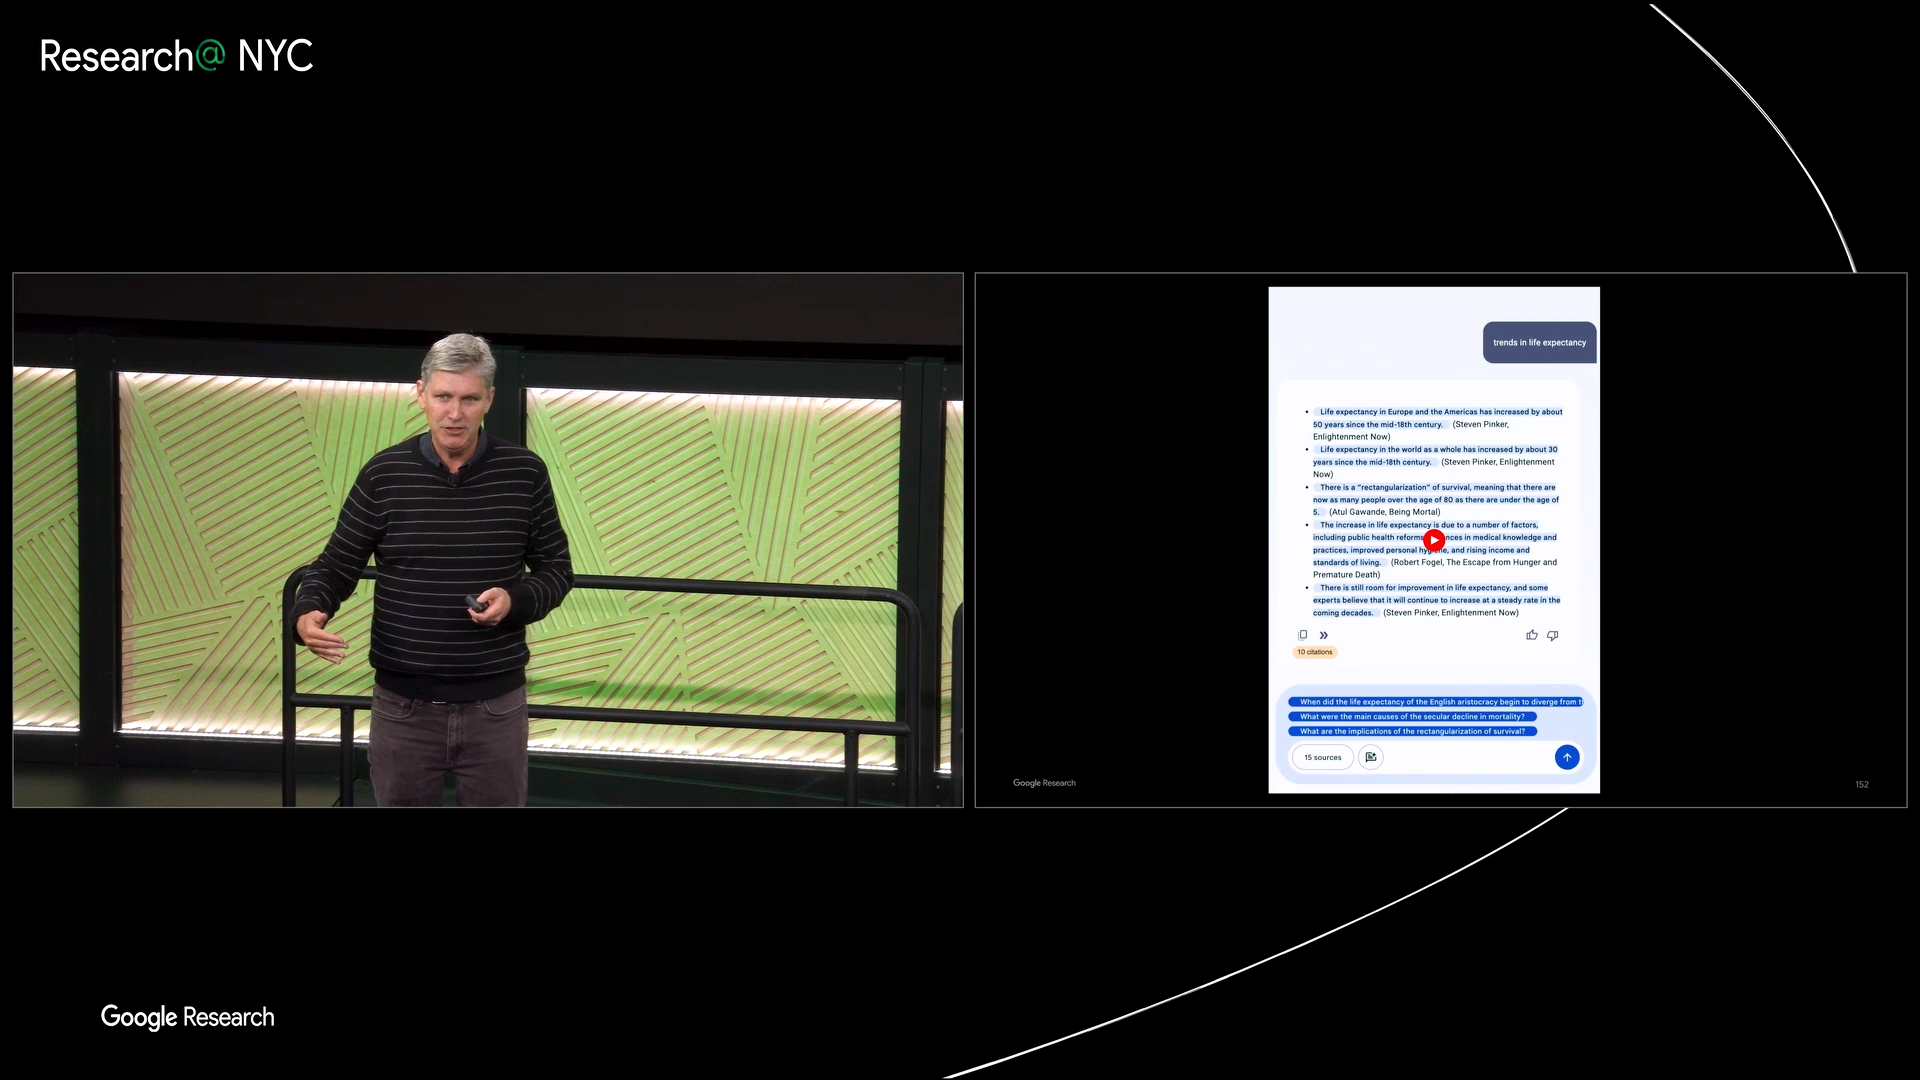 Research@ NYC
trends in life expectancy
• Life expectancy in Europe and the Americas has increased by about
50 years since the mid-18th century. (Steven Pinker,
Enlightenment Now)
• Life expectancy in the world as a whole has increased by about 30
years since the mid-18th century. (Steven Pinker, Enlightenment
Now)
• There is a “rectangularization” of survival, meaning that there are
now as many people over the age of 80 as there are under the age of
5. (Atul Gawande, Being Mortal)
• The increase in life expectancy is due to a number of factors,
including public health reforms nces in medical knowledge and
practices, improved personal hygiene, and rising income and
standards of living. (Robert Fogel, The Escape from Hunger and
Premature Death)
• There is still room for improvement in life expectancy, and some
experts believe that it will continue to increase at a steady rate in the
coming decades. (Steven Pinker, Enlightenment Now)
10 citations
When did the life expectancy of the English aristocracy begin to diverge from t
What were the main causes of the secular decline in mortality?
What are the implications of the rectangularization of survival?
15 sources
Google Research
152
Google Research